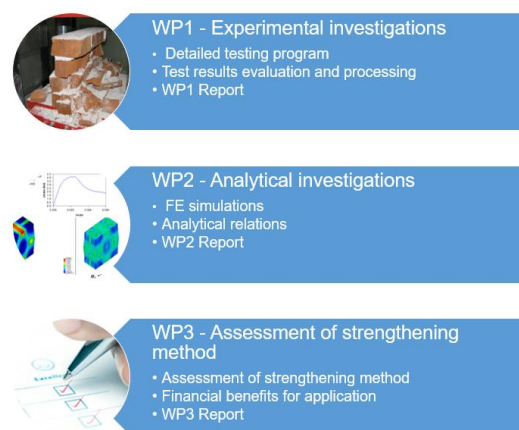 WP1 - Experimental investigations
• Detailed testing program
• Test results evaluation and processing
• WP1 Report
WP2 - Analytical investigations
• FE simulations
• Analytical relations
• WP2 Report
WP3 - Assessment of strengthening
method
• Assessment of strengthening method
• Financial benefits for application
• WP3 Report